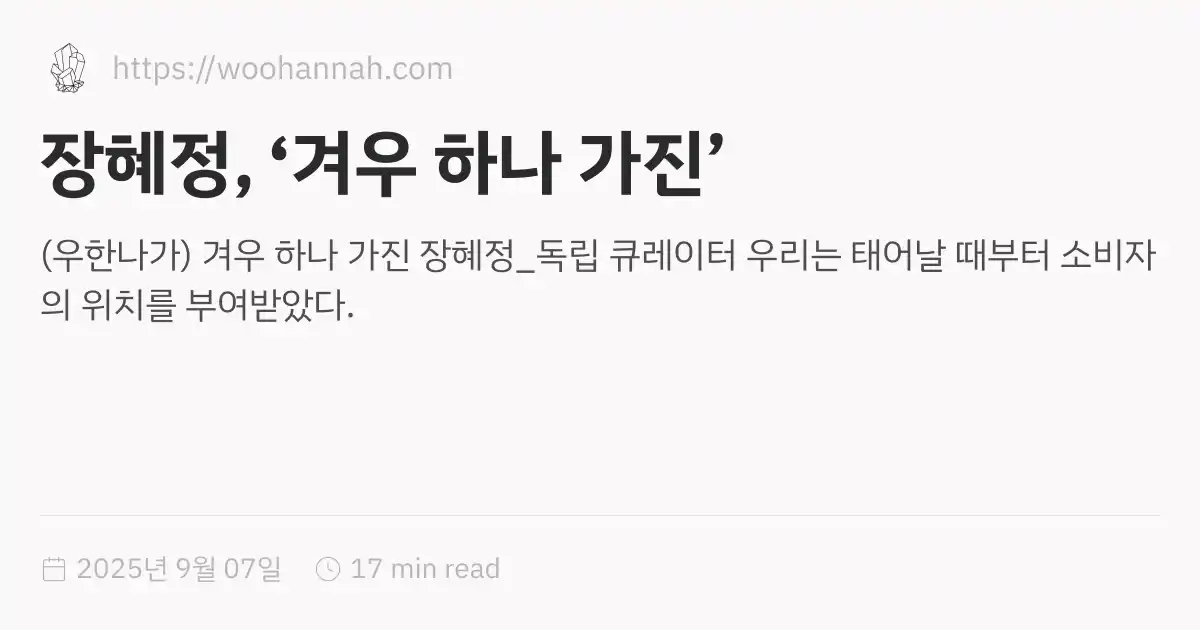 https://woohannah.com
장혜정, ‘겨우 하나 가진’
(우한나가) 겨우 하나 가진 장혜정_독립 큐레이터 우리는 태어날 때부터 소비자
의 위치를 부여받았다.
2025년 9월 07일 17 min read